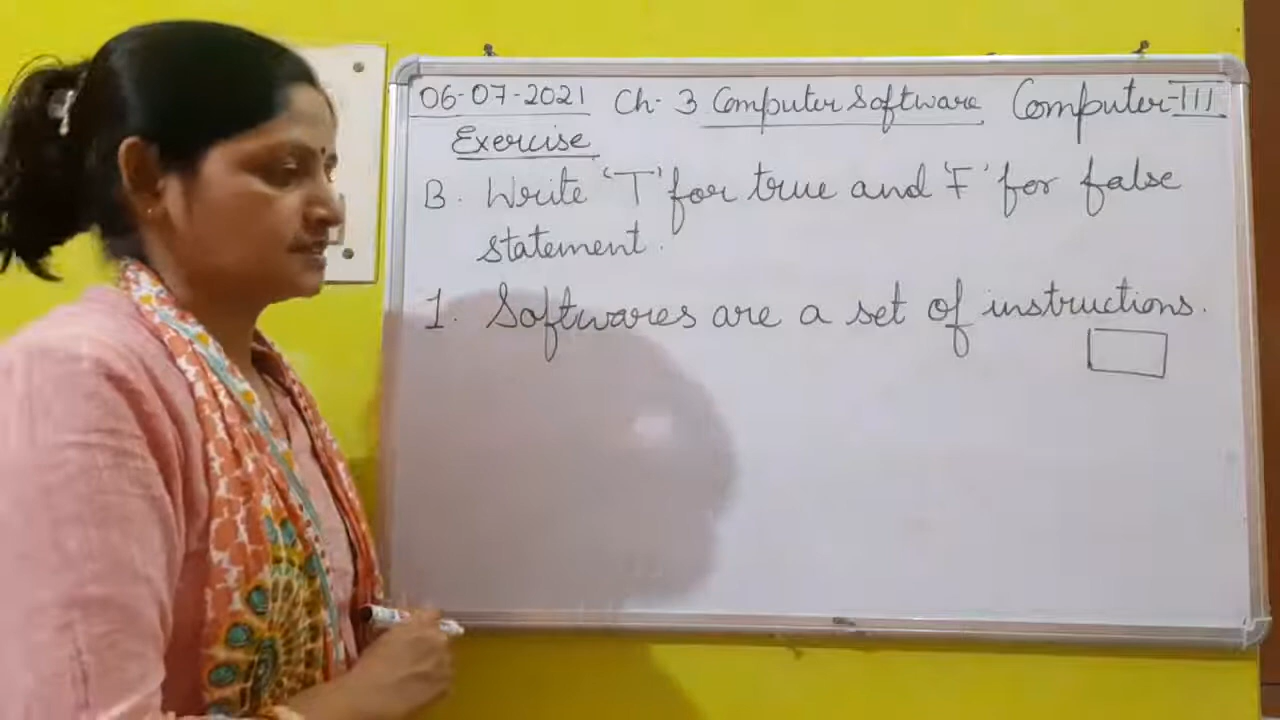 06-07-2021 Ch. 3 Computer Software Computer-III
Exercise
B. Write 'T' for true and 'F' for false
statement.
1. Softwares are a set of instructions.